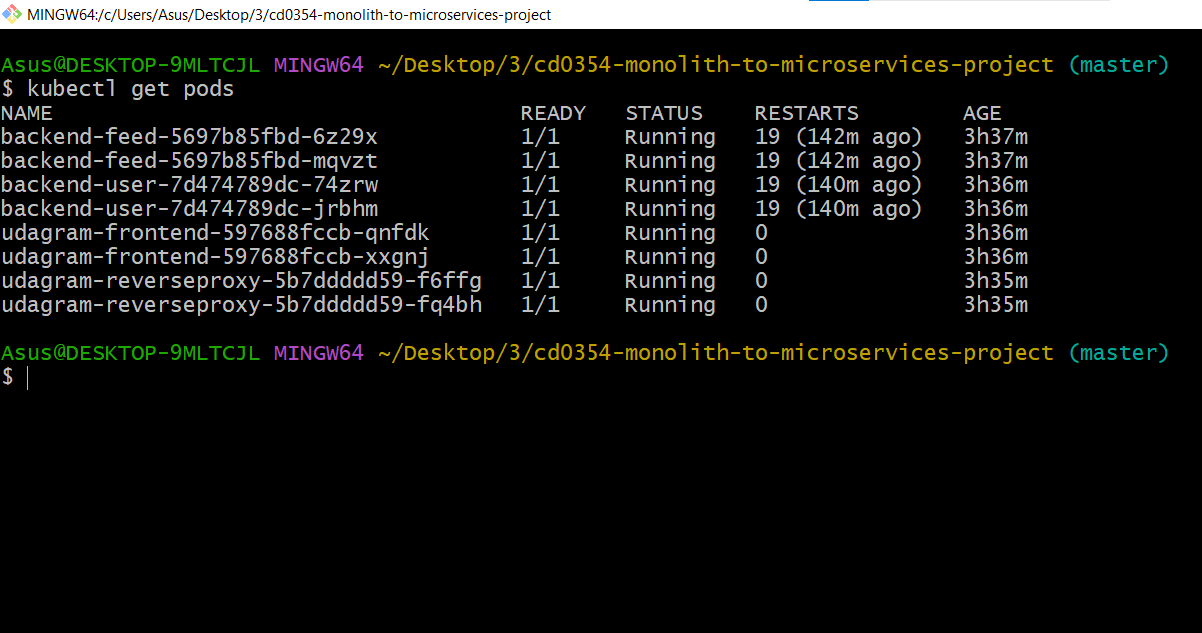 MINGW64:/c/Users/Asus/Desktop/3/cd0354-monolith-to-microservices-project
Asus@DESKTOP-9MLTCJL MINGW64 ~/Desktop/3/cd0354-monolith-to-microservices-project (master)
$ kubectl get pods
NAME READY STATUS RESTARTS AGE
backend-feed-5697b85fbd-6z29x 1/1 Running 19 (142m ago) 3h37m
backend-feed-5697b85fbd-mqvzt 1/1 Running 19 (142m ago) 3h37m
backend-user-7d474789dc-74zrw 1/1 Running 19 (140m ago) 3h36m
backend-user-7d474789dc-jrbhm 1/1 Running 19 (140m ago) 3h36m
udagram-frontend-597688fccb-qnfdk 1/1 Running 0 3h36m
udagram-frontend-597688fccb-xxgnj 1/1 Running 0 3h36m
udagram-reverseproxy-5b7ddddd59-f6ffg 1/1 Running 0 3h35m
udagram-reverseproxy-5b7ddddd59-fq4bh 1/1 Running 0 3h35m
Asus@DESKTOP-9MLTCJL MINGW64 ~/Desktop/3/cd0354-monolith-to-microservices-project (master)
$